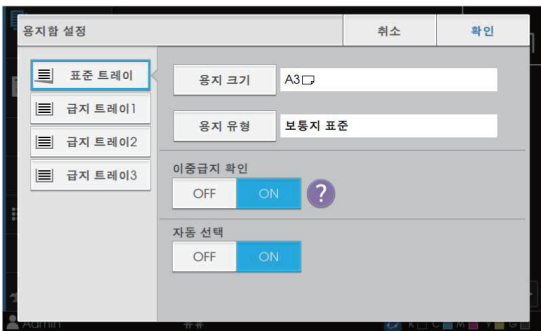 용지함 설정
취소
확인
표준 트레이
급지 트레이1
급지 트레이2
급지 트레이3
용지 크기
A3
용지 유형
보통지 표준
이중급지 확인
OFF
ON
?
자동 선택
OFF
ON
Admin
K
C
M
Y
G